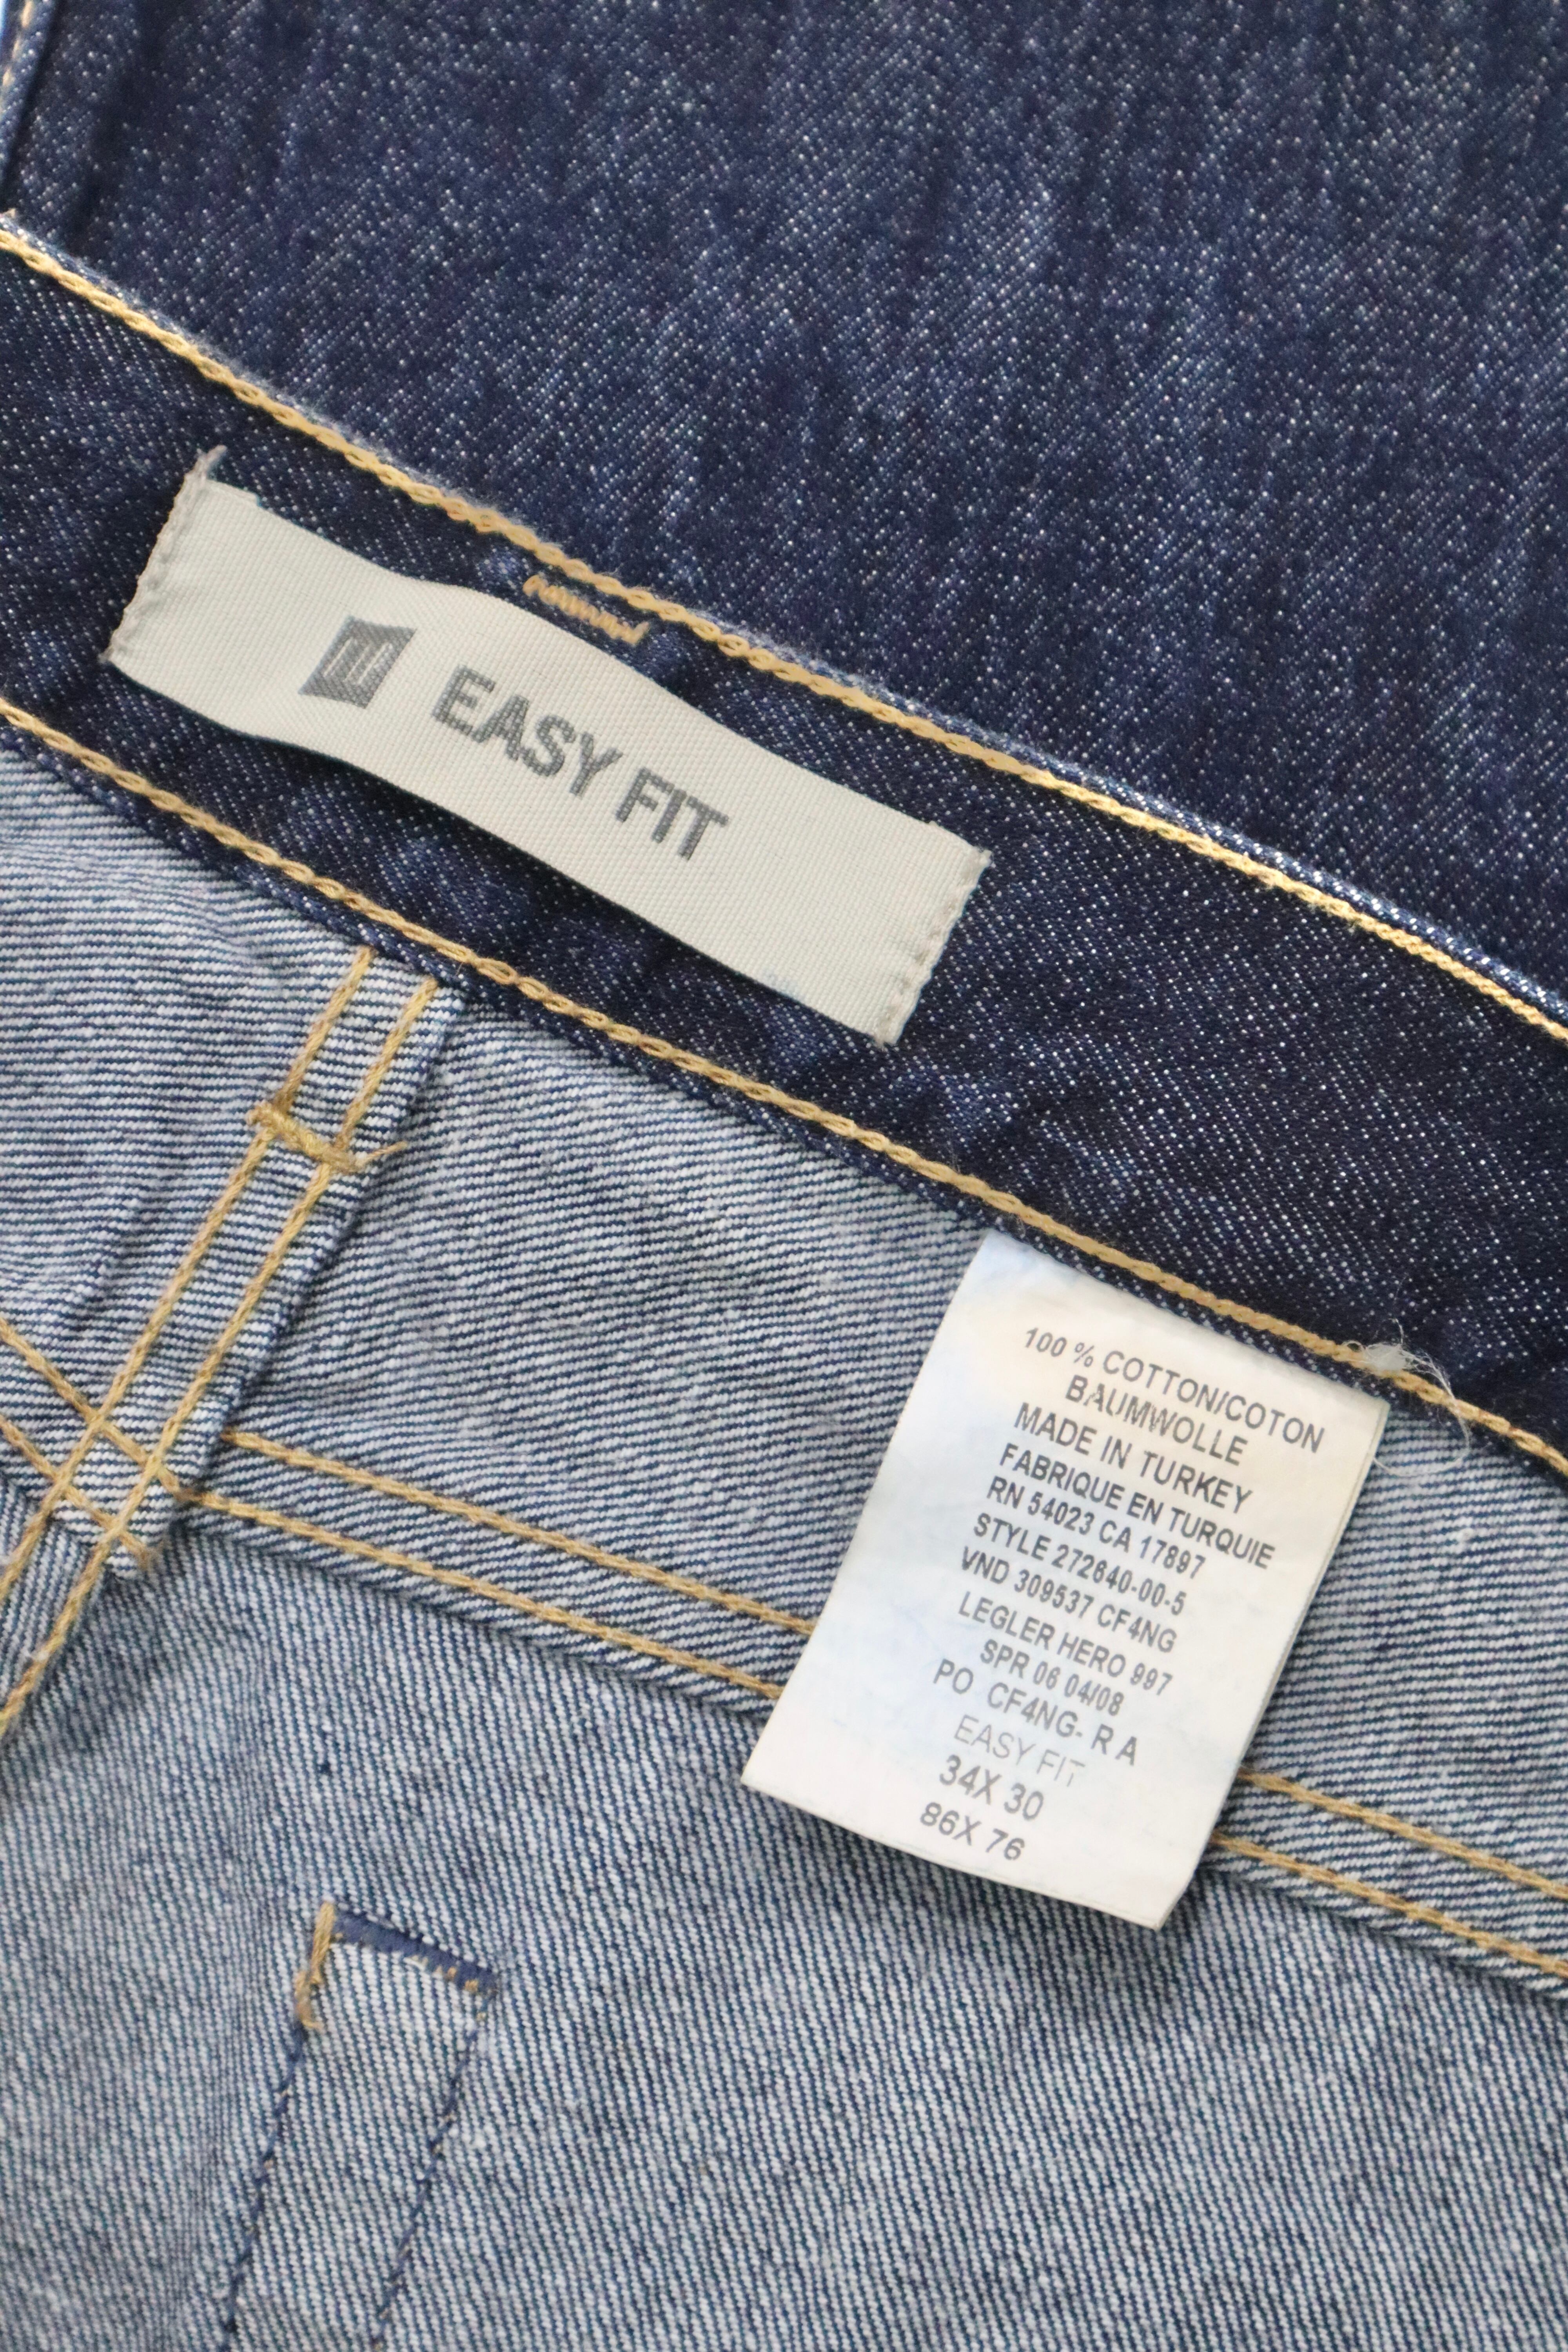 EASY FIT
100 % COTTON/COTON
BAUMWOLLE
MADE IN TURKEY
FABRIQUE EN TURQUIE
RN 54023 CA 17897
STYLE 272640-00-5
VND 309537 CF4NG
LEGLER HERO 997
SPR 06 04/08
PO CF4NG- R A
EASY FIT
34X 30
86X 76